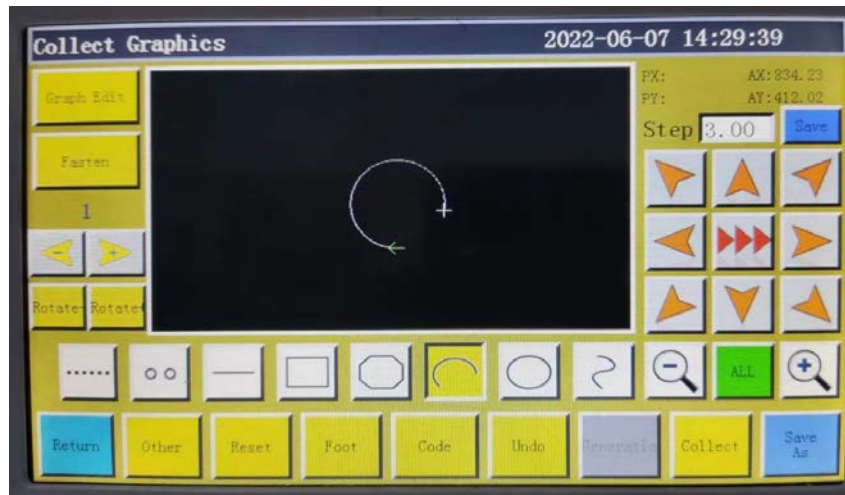 Collect Graphics 2022-06-07 14:29:39
Graph Edit
Fasten
1
- +
Rotate- Rotate+
PX: AX:834.23
PY: AY:412.02
Step 3.00 Save
ALL
Return Other Reset Foot Code Undo Generatio Collect Save
As